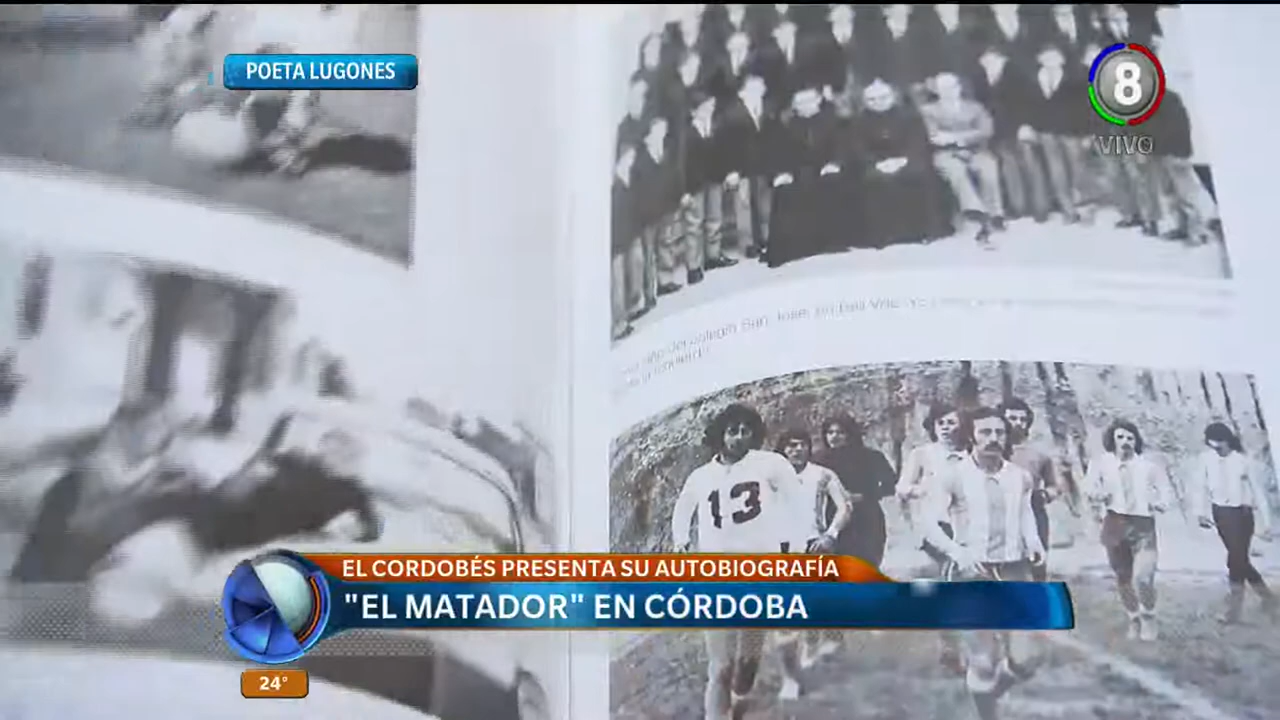 POETA LUGONES
8
VIVO
13
EL CORDOBÉS PRESENTA SU AUTOBIOGRAFÍA
"EL MATADOR" EN CÓRDOBA
24°